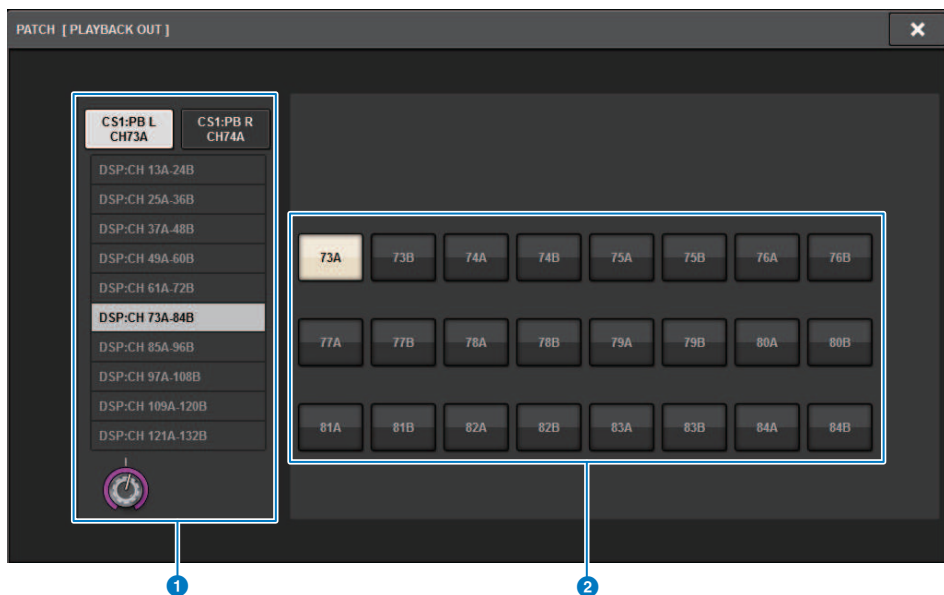 PATCH [ PLAYBACK OUT ]
CS1:PB L
CH73A
CS1:PB R
CH74A
DSP:CH 13A-24B
DSP:CH 25A-36B
DSP:CH 37A-48B
DSP:CH 49A-60B
DSP:CH 61A-72B
DSP:CH 73A-84B
DSP:CH 85A-96B
DSP:CH 97A-108B
DSP:CH 109A-120B
DSP:CH 121A-132B
73A 73B 74A 74B 75A 75B 76A 76B
77A 77B 78A 78B 79A 79B 80A 80B
81A 81B 82A 82B 83A 83B 84A 84B
1 2